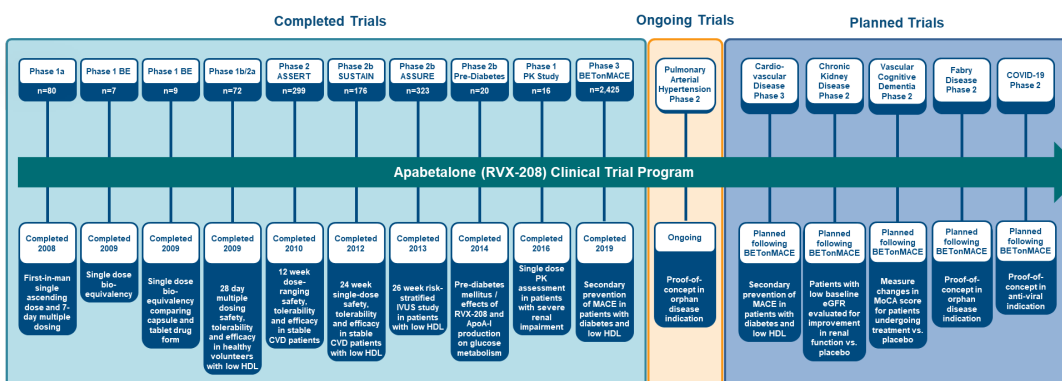 Completed Trials
Ongoing Trials
Planned Trials
Phase 1a
n=80
Phase 1 BE
n=7
Phase 1 BE
n=9
Phase 1b/2a
n=72
Phase 2
ASSERT
n=299
Phase 2b
SUSTAIN
n=176
Phase 2b
ASSURE
n=323
Phase 2b
Pre-Diabetes
n=20
Phase 1
PK Study
n=16
Phase 3
BETonMACE
n=2,425
Pulmonary
Arterial
Hypertension
Phase 2
Cardio-
vascular
Disease
Phase 3
Chronic
Kidney
Disease
Phase 2
Vascular
Cognitive
Dementia
Phase 2
Fabry
Disease
Phase 2
COVID-19
Phase 2
Apabetalone (RVX-208) Clinical Trial Program
Completed
2008
First-in-man
single
ascending
dose and 7-
day multiple
dosing
Completed
2009
Single dose
bio-
equivalency
Completed
2009
Single dose
bio-
equivalency
comparing
capsule and
tablet drug
form
Completed
2009
28 day
multiple
dosing
safety,
tolerability
and efficacy
in healthy
volunteers
with low HDL
Completed
2010
12 week
dose-
ranging
safety,
tolerability
and efficacy
in stable
CVD patients
Completed
2012
24 week
single-dose
safety,
tolerability
and efficacy
in stable CVD
patients
with low HDL
Completed
2013
26 week risk-
stratified
IVUS study
in patients
with low HDL
Completed
2014
Pre-diabetes
mellitus /
effects of
RVX-208 and
ApoA-I
production
on glucose
metabolism
Completed
2016
Single dose
PK
assessment
in patients
with severe
renal
impairment
Completed
2019
Secondary
prevention
of MACE in
patients with
diabetes and
low HDL
Ongoing
Proof-of-
concept in
orphan
disease
indication
Planned
following
BETonMACE
Secondary
prevention of
MACE in
patients with
diabetes and
low HDL
Planned
following
BETonMACE
Patients with
low baseline
eGFR
evaluated for
improvement
in renal
function vs.
placebo
Planned
following
BETonMACE
Measure
changes in
MoCA score
for patients
undergoing
treatment vs.
placebo
Planned
following
BETonMACE
Proof-of-
concept in
orphan
disease
indication
Planned
following
BETonMACE
Proof-of-
concept in
anti-viral
indication